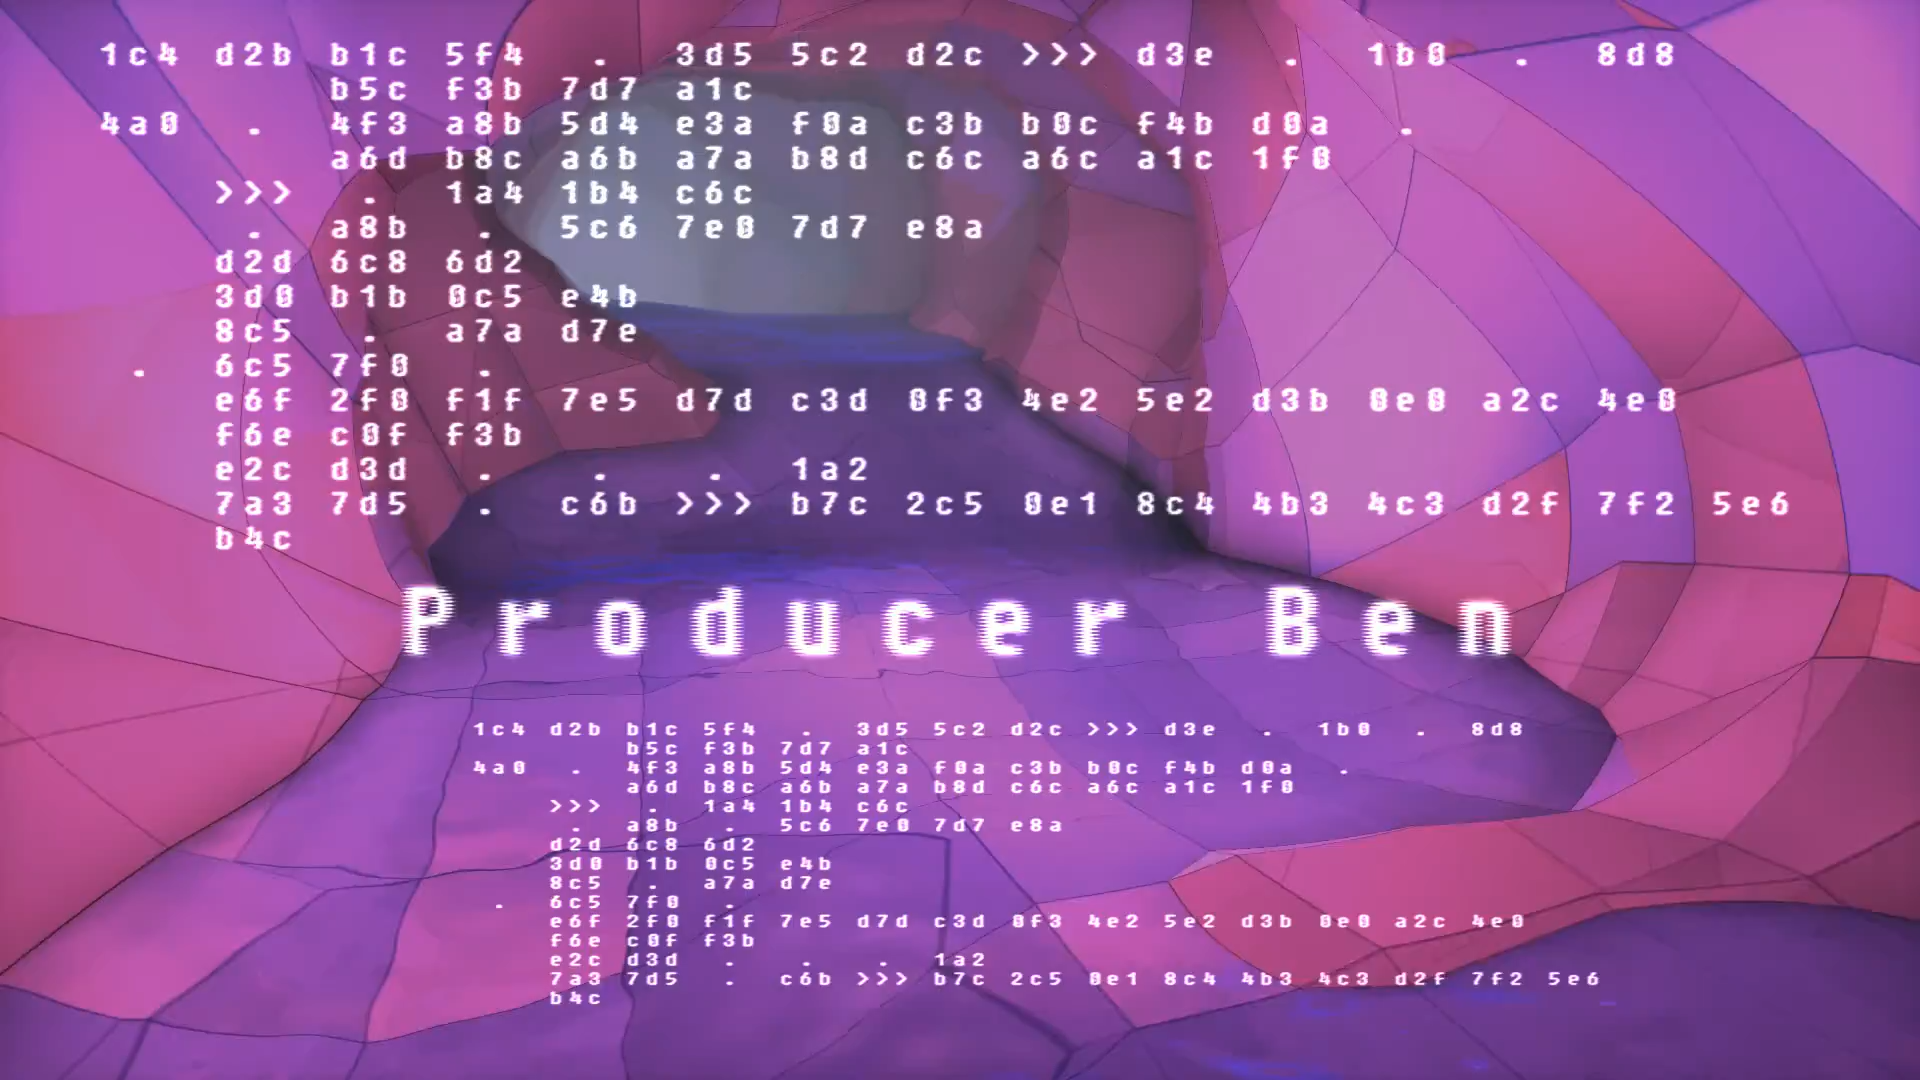 1c4 d2b b1c 5f4 . 3d5 5c2 d2c >>> d3e . 1b0 . 8d8
b5c f3b 7d7 a1c
4a0 . 4f3 a8b 5d4 e3a f0a c3b b0c f4b d0a .
a6d b8c a6b a7a b8d c6c a6c a1c 1f0
>>> . 1a4 1b4 c6c
. a8b . 5c6 7e0 7d7 e8a
d2d 6c8 6d2
3d0 b1b 0c5 e4b
8c5 . a7a d7e
. 6c5 7f0 .
e6f 2f0 f1f 7e5 d7d c3d 0f3 4e2 5e2 d3b 0e0 a2c 4e0
f6e c0f f3b
e2c d3d . . . 1a2
7a3 7d5 . c6b >>> b7c 2c5 0e1 8c4 4b3 4c3 d2f 7f2 5e6
b4c
Producer Ben
1c4 d2b b1c 5f4 . 3d5 5c2 d2c >>> d3e . 1b0 . 8d8
b5c f3b 7d7 a1c
4a0 . 4f3 a8b 5d4 e3a f0a c3b b0c f4b d0a .
a6d b8c a6b a7a b8d c6c a6c a1c 1f0
>>> . 1a4 1b4 c6c
. a8b . 5c6 7e0 7d7 e8a
d2d 6c8 6d2
3d0 b1b 0c5 e4b
8c5 . a7a d7e
. 6c5 7f0 .
e6f 2f0 f1f 7e5 d7d c3d 0f3 4e2 5e2 d3b 0e0 a2c 4e0
f6e c0f f3b
e2c d3d . . . 1a2
7a3 7d5 . c6b >>> b7c 2c5 0e1 8c4 4b3 4c3 d2f 7f2 5e6
b4c